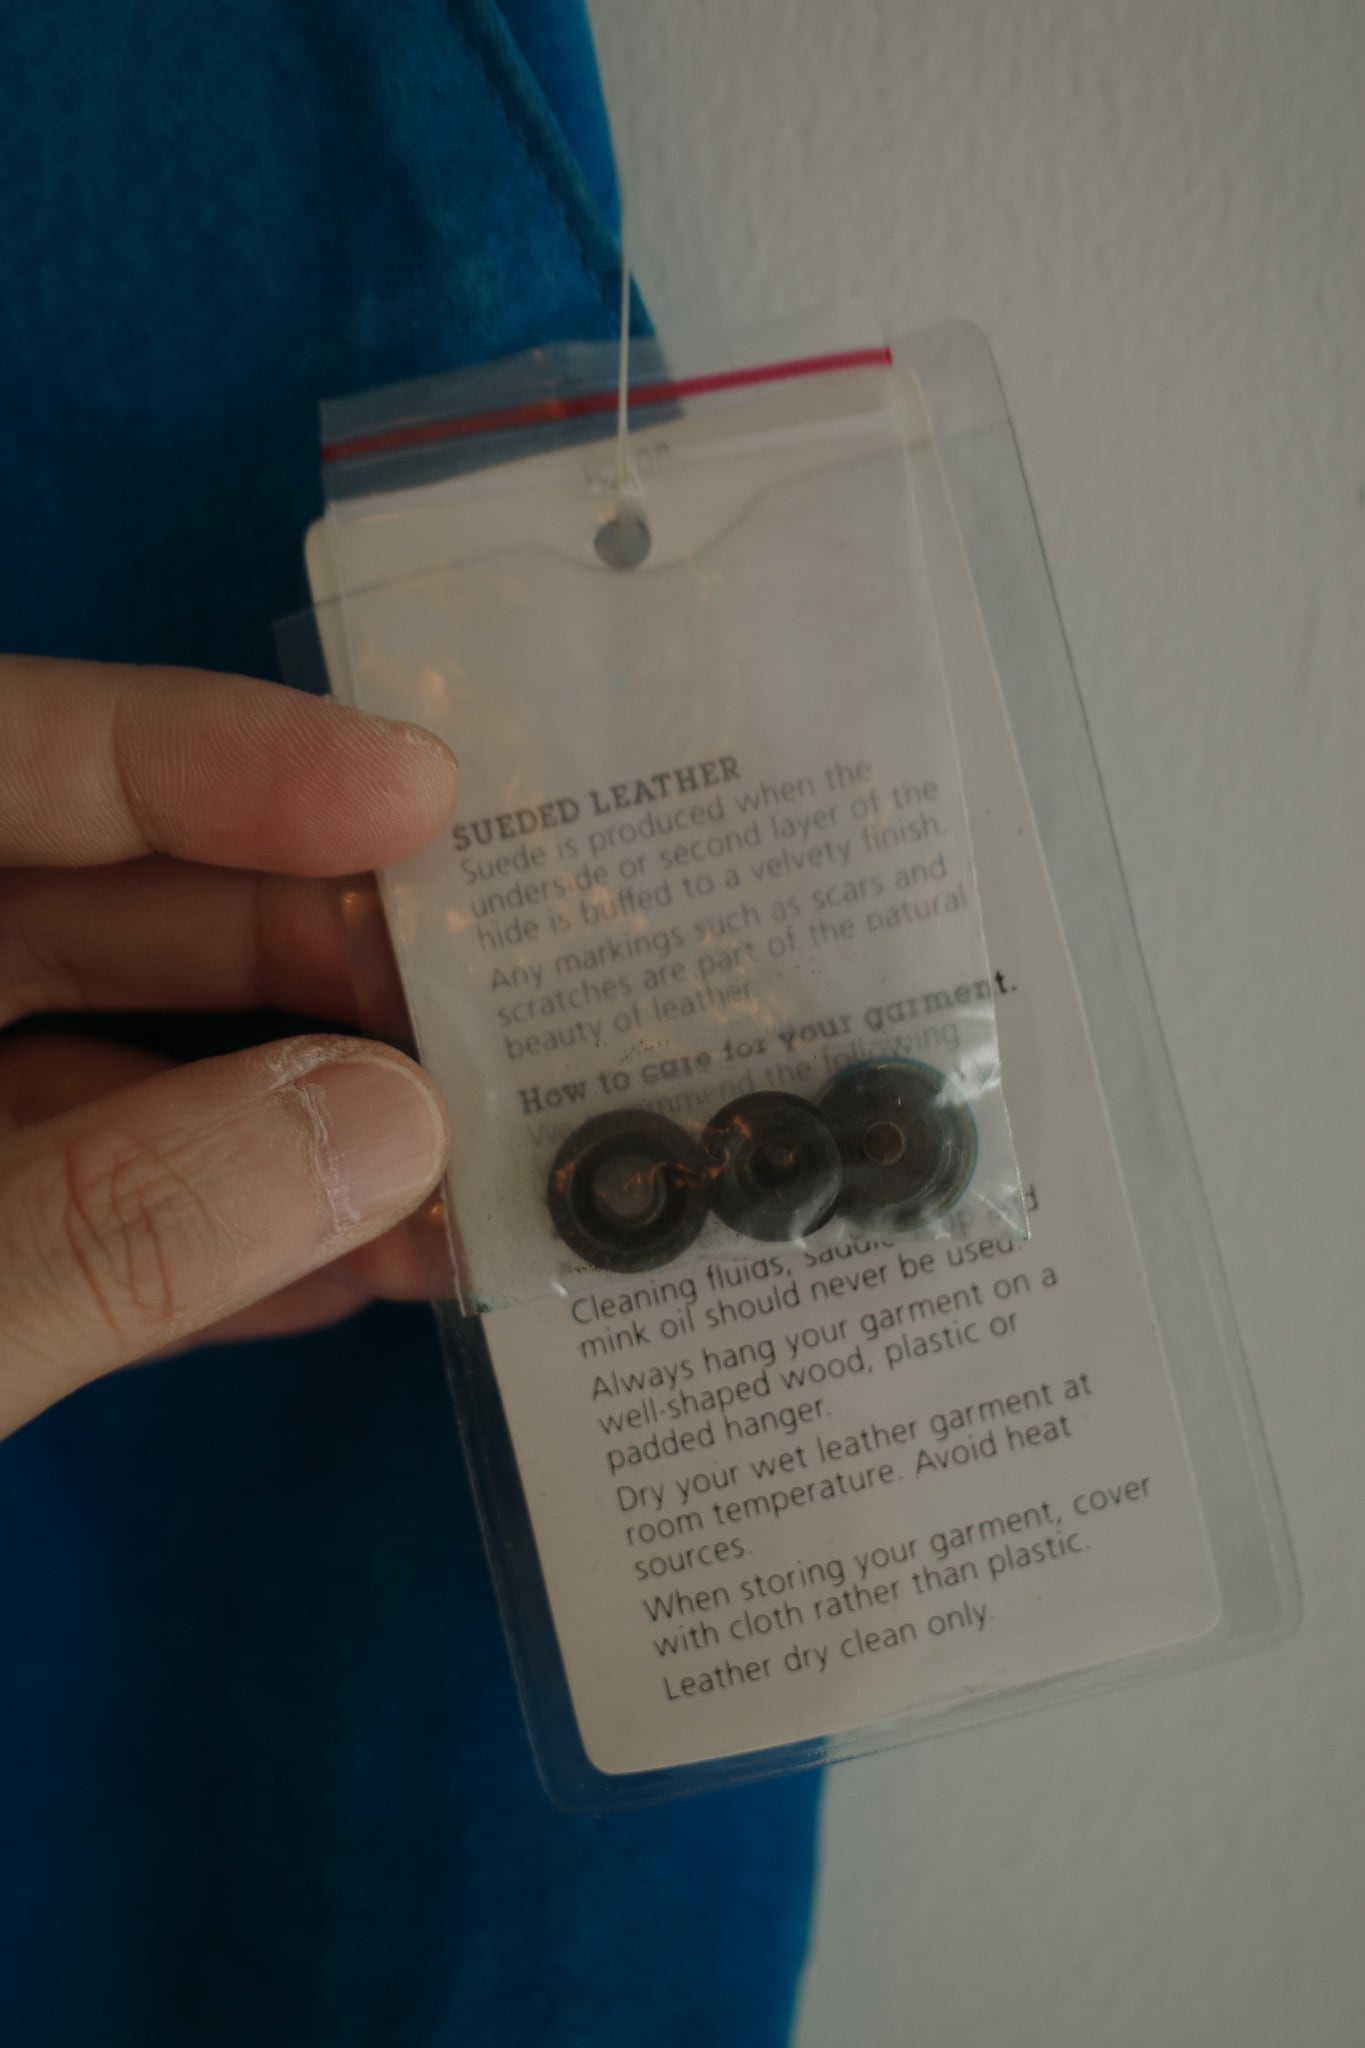 SUEDED LEATHER
Suede is produced when the
underside or second layer of the
hide is buffed to a velvety finish.
Any markings such as scars and
scratches are part of the natural
beauty of leather.
How to care for your garment.
the following
Cleaning fluids,
mink oil should never be used.
Always hang your garment on a
well-shaped wood, plastic or
padded hanger.
Dry your wet leather garment at
room temperature. Avoid heat
sources.
When storing your garment, cover
with cloth rather than plastic.
Leather dry clean only.